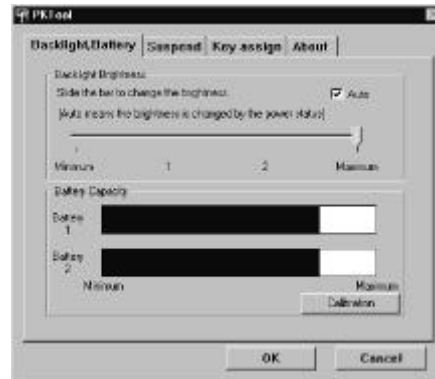 PKTool
Backlight,Battery Suspend Key assign About
Backlight Brightness
Slide the bar to change the brightness. Auto
[Auto means the brightness is changed by the power status]
Minimum 1 2 Maximum
Battery Capacity
Battery
1
Battery
2
Minimum Maximum
Calibration
OK Cancel